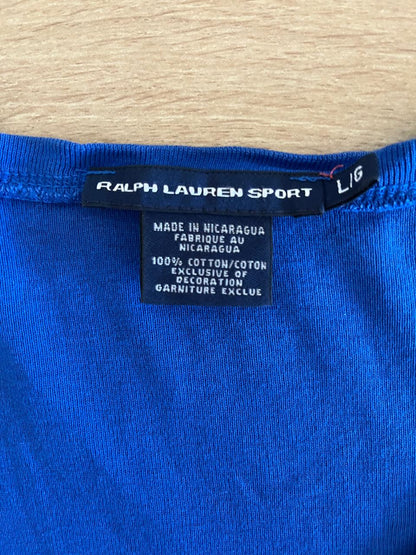 RALPH LAUREN SPORT
L/G
MADE IN NICARAGUA
FABRIQUE AU
NICARAGUA
100% COTTON/COTON
EXCLUSIVE OF
DECORATION
GARNITURE EXCLUE